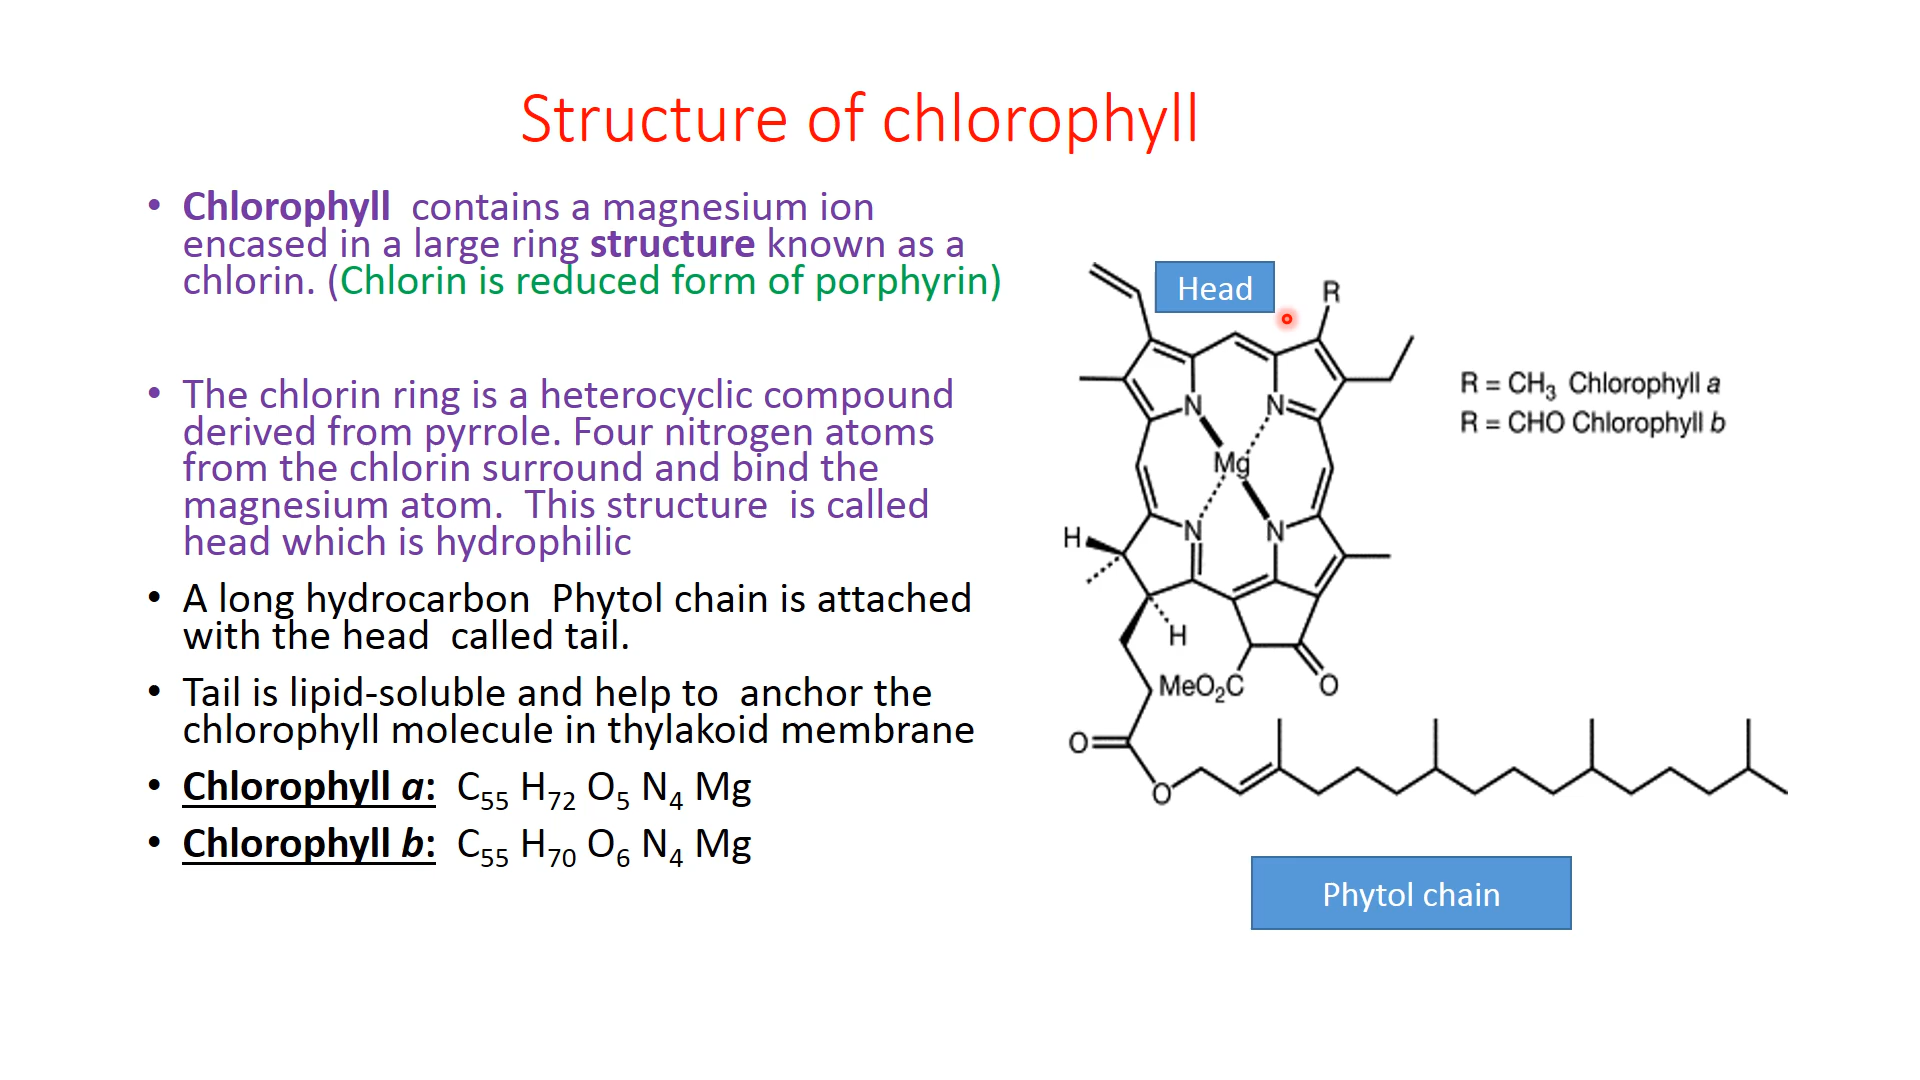 Structure of chlorophyll
• Chlorophyll contains a magnesium ion
encased in a large ring structure known as a
chlorin. (Chlorin is reduced form of porphyrin)
• The chlorin ring is a heterocyclic compound
derived from pyrrole. Four nitrogen atoms
from the chlorin surround and bind the
magnesium atom. This structure is called
head which is hydrophilic
• A long hydrocarbon Phytol chain is attached
with the head called tail.
• Tail is lipid-soluble and help to anchor the
chlorophyll molecule in thylakoid membrane
• Chlorophyll a: C₅₅ H₇₂ O₅ N₄ Mg
• Chlorophyll b: C₅₅ H₇₀ O₆ N₄ Mg
Head
R
R = CH₃ Chlorophyll a
R = CHO Chlorophyll b
N N
Mg
N N
H
H
MeO₂C O
O
O
Phytol chain